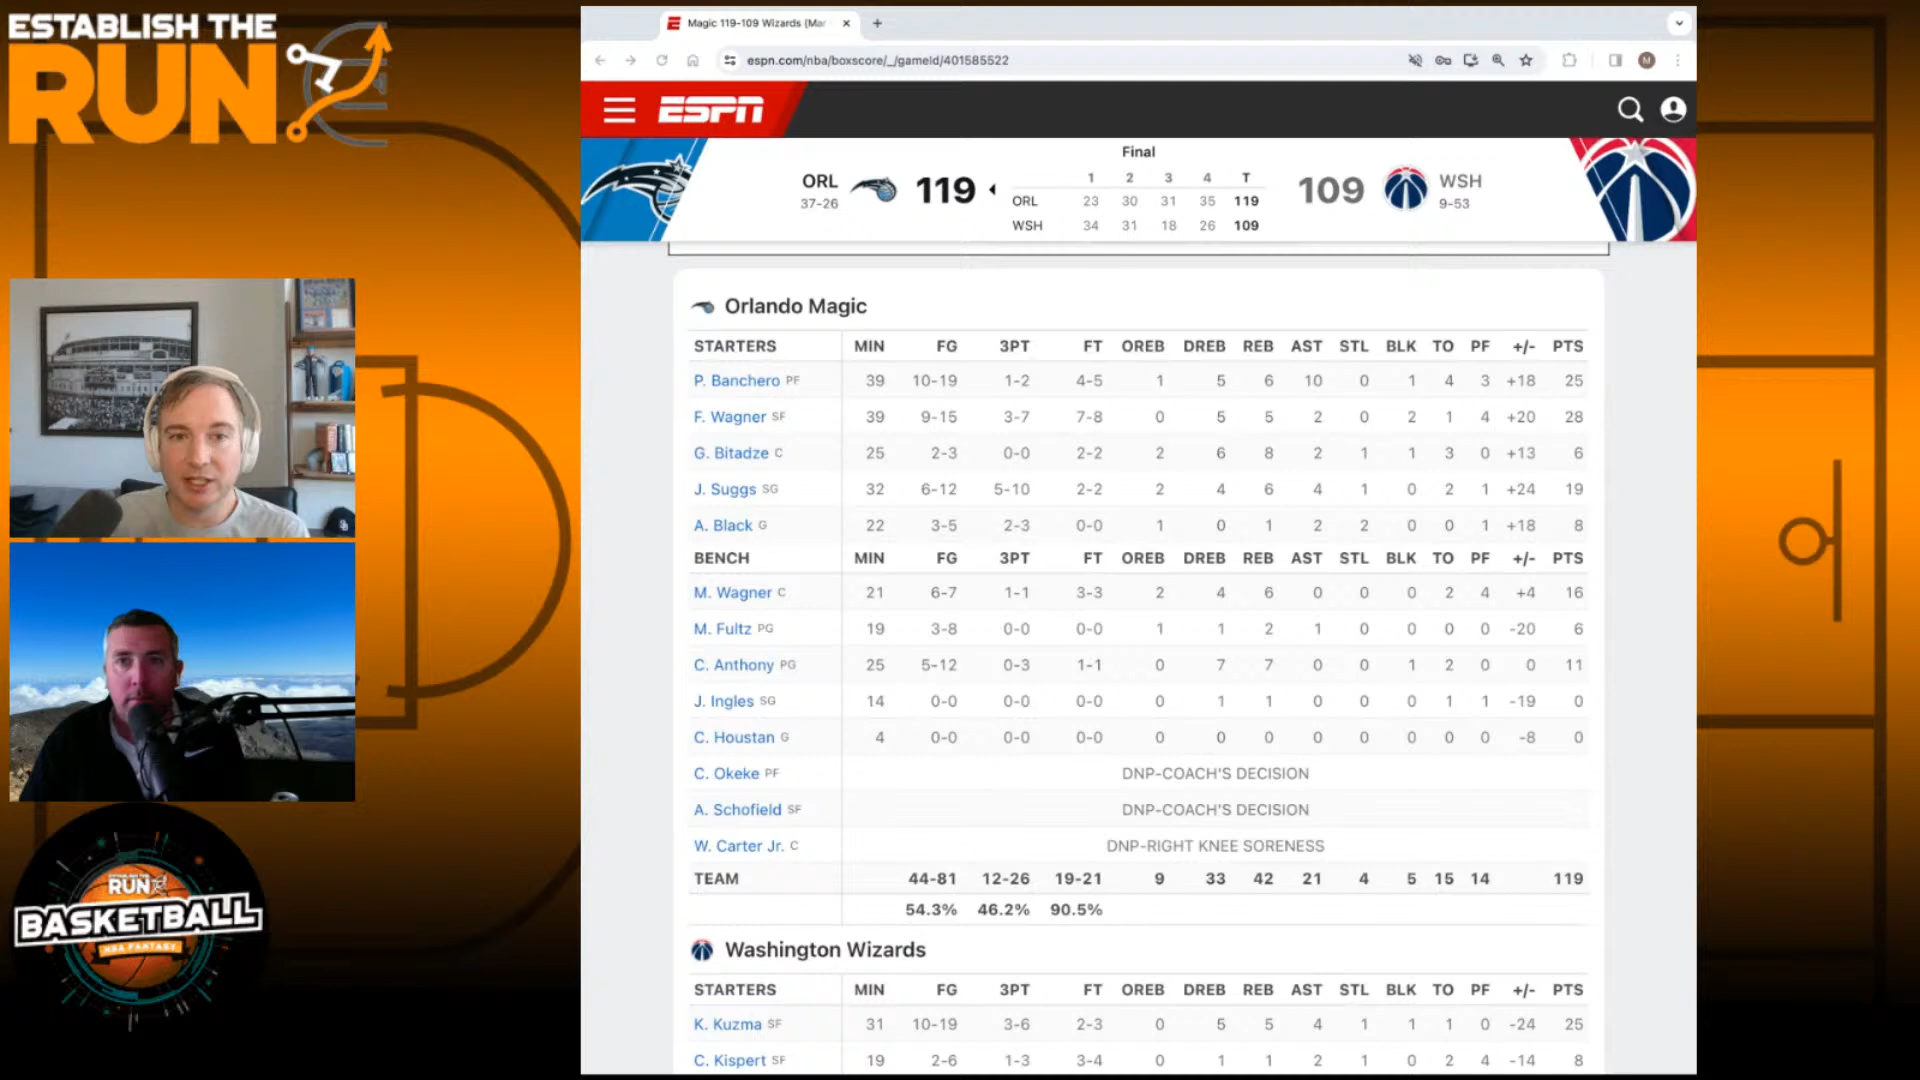 ESTABLISH THE
RUN
Magic 119-109 Wizards (Mar
espn.com/nba/boxscore/_/gameId/401585522
M
ESPN
Final
ORL 119 1 2 3 4 T 109 WSH
37-26 ORL 23 30 31 35 119 9-53
WSH 34 31 18 26 109
Orlando Magic
STARTERS MIN FG 3PT FT OREB DREB REB AST STL BLK TO PF +/- PTS
P. Banchero PF 39 10-19 1-2 4-5 1 5 6 10 0 1 4 3 +18 25
F. Wagner SF 39 9-15 3-7 7-8 0 5 5 2 0 2 1 4 +20 28
G. Bitadze C 25 2-3 0-0 2-2 2 6 8 2 1 1 3 0 +13 6
J. Suggs SG 32 6-12 5-10 2-2 2 4 6 4 1 0 2 1 +24 19
A. Black G 22 3-5 2-3 0-0 1 0 1 2 2 0 0 1 +18 8
BENCH MIN FG 3PT FT OREB DREB REB AST STL BLK TO PF +/- PTS
M. Wagner C 21 6-7 1-1 3-3 2 4 6 0 0 0 2 4 +4 16
M. Fultz PG 19 3-8 0-0 0-0 1 1 2 1 0 0 0 0 -20 6
C. Anthony PG 25 5-12 0-3 1-1 0 7 7 0 0 1 2 0 0 11
J. Ingles SG 14 0-0 0-0 0-0 0 1 1 0 0 0 1 1 -19 0
C. Houstan G 4 0-0 0-0 0-0 0 0 0 0 0 0 0 0 -8 0
C. Okeke PF DNP-COACH'S DECISION
A. Schofield SF DNP-COACH'S DECISION
W. Carter Jr. C DNP-RIGHT KNEE SORENESS
TEAM 44-81 12-26 19-21 9 33 42 21 4 5 15 14 119
54.3% 46.2% 90.5%
Washington Wizards
STARTERS MIN FG 3PT FT OREB DREB REB AST STL BLK TO PF +/- PTS
K. Kuzma SF 31 10-19 3-6 2-3 0 5 5 4 1 1 1 0 -24 25
C. Kispert SF 19 2-6 1-3 3-4 0 1 1 2 1 0 2 4 -14 8
ESTABLISH THE
RUN
BASKETBALL
NBA FANTASY